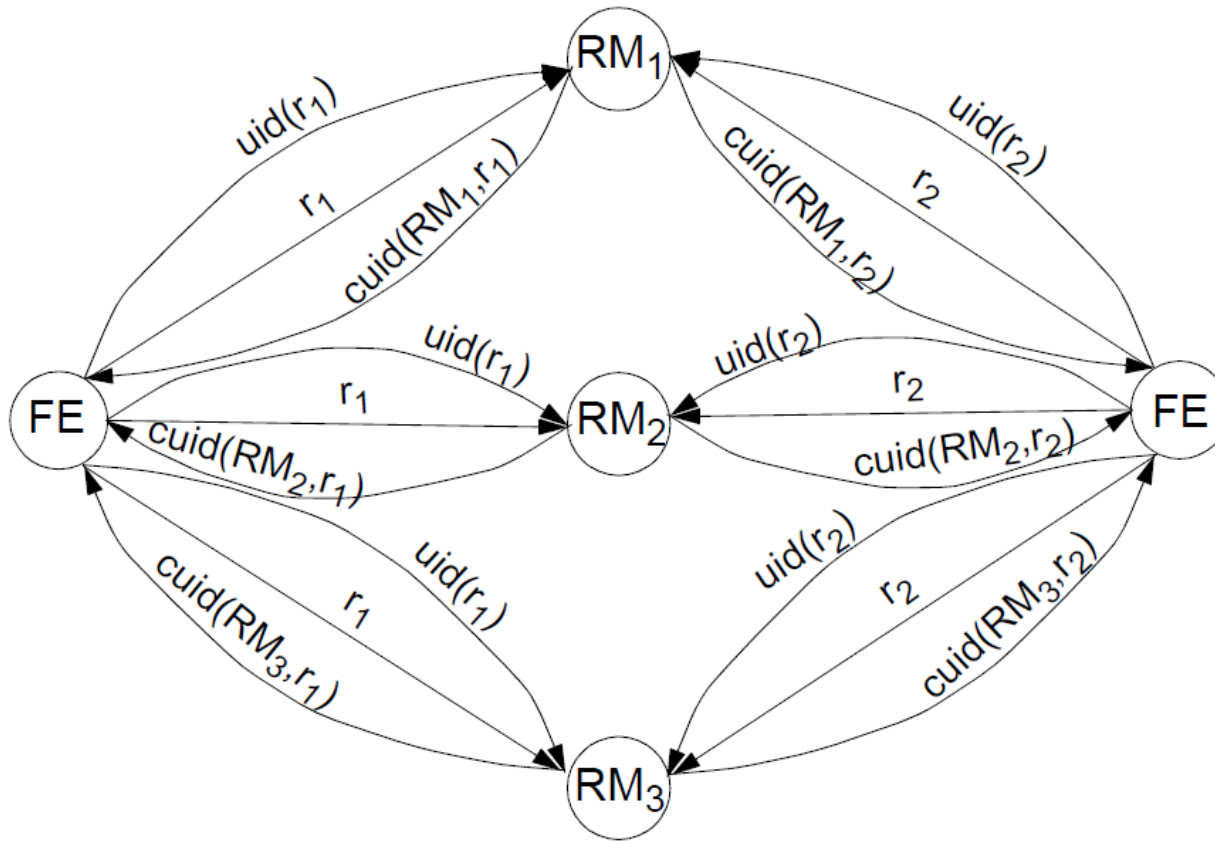 RM1
uid(r1)
r1
cuid(RM1,r1)
cuid(RM1,r2)
r2
uid(r2)
FE
uid(r1)
r1
cuid(RM2,r1)
RM2
uid(r2)
r2
cuid(RM2,r2)
FE
uid(r1)
r1
cuid(RM3,r1)
uid(r2)
r2
cuid(RM3,r2)
RM3